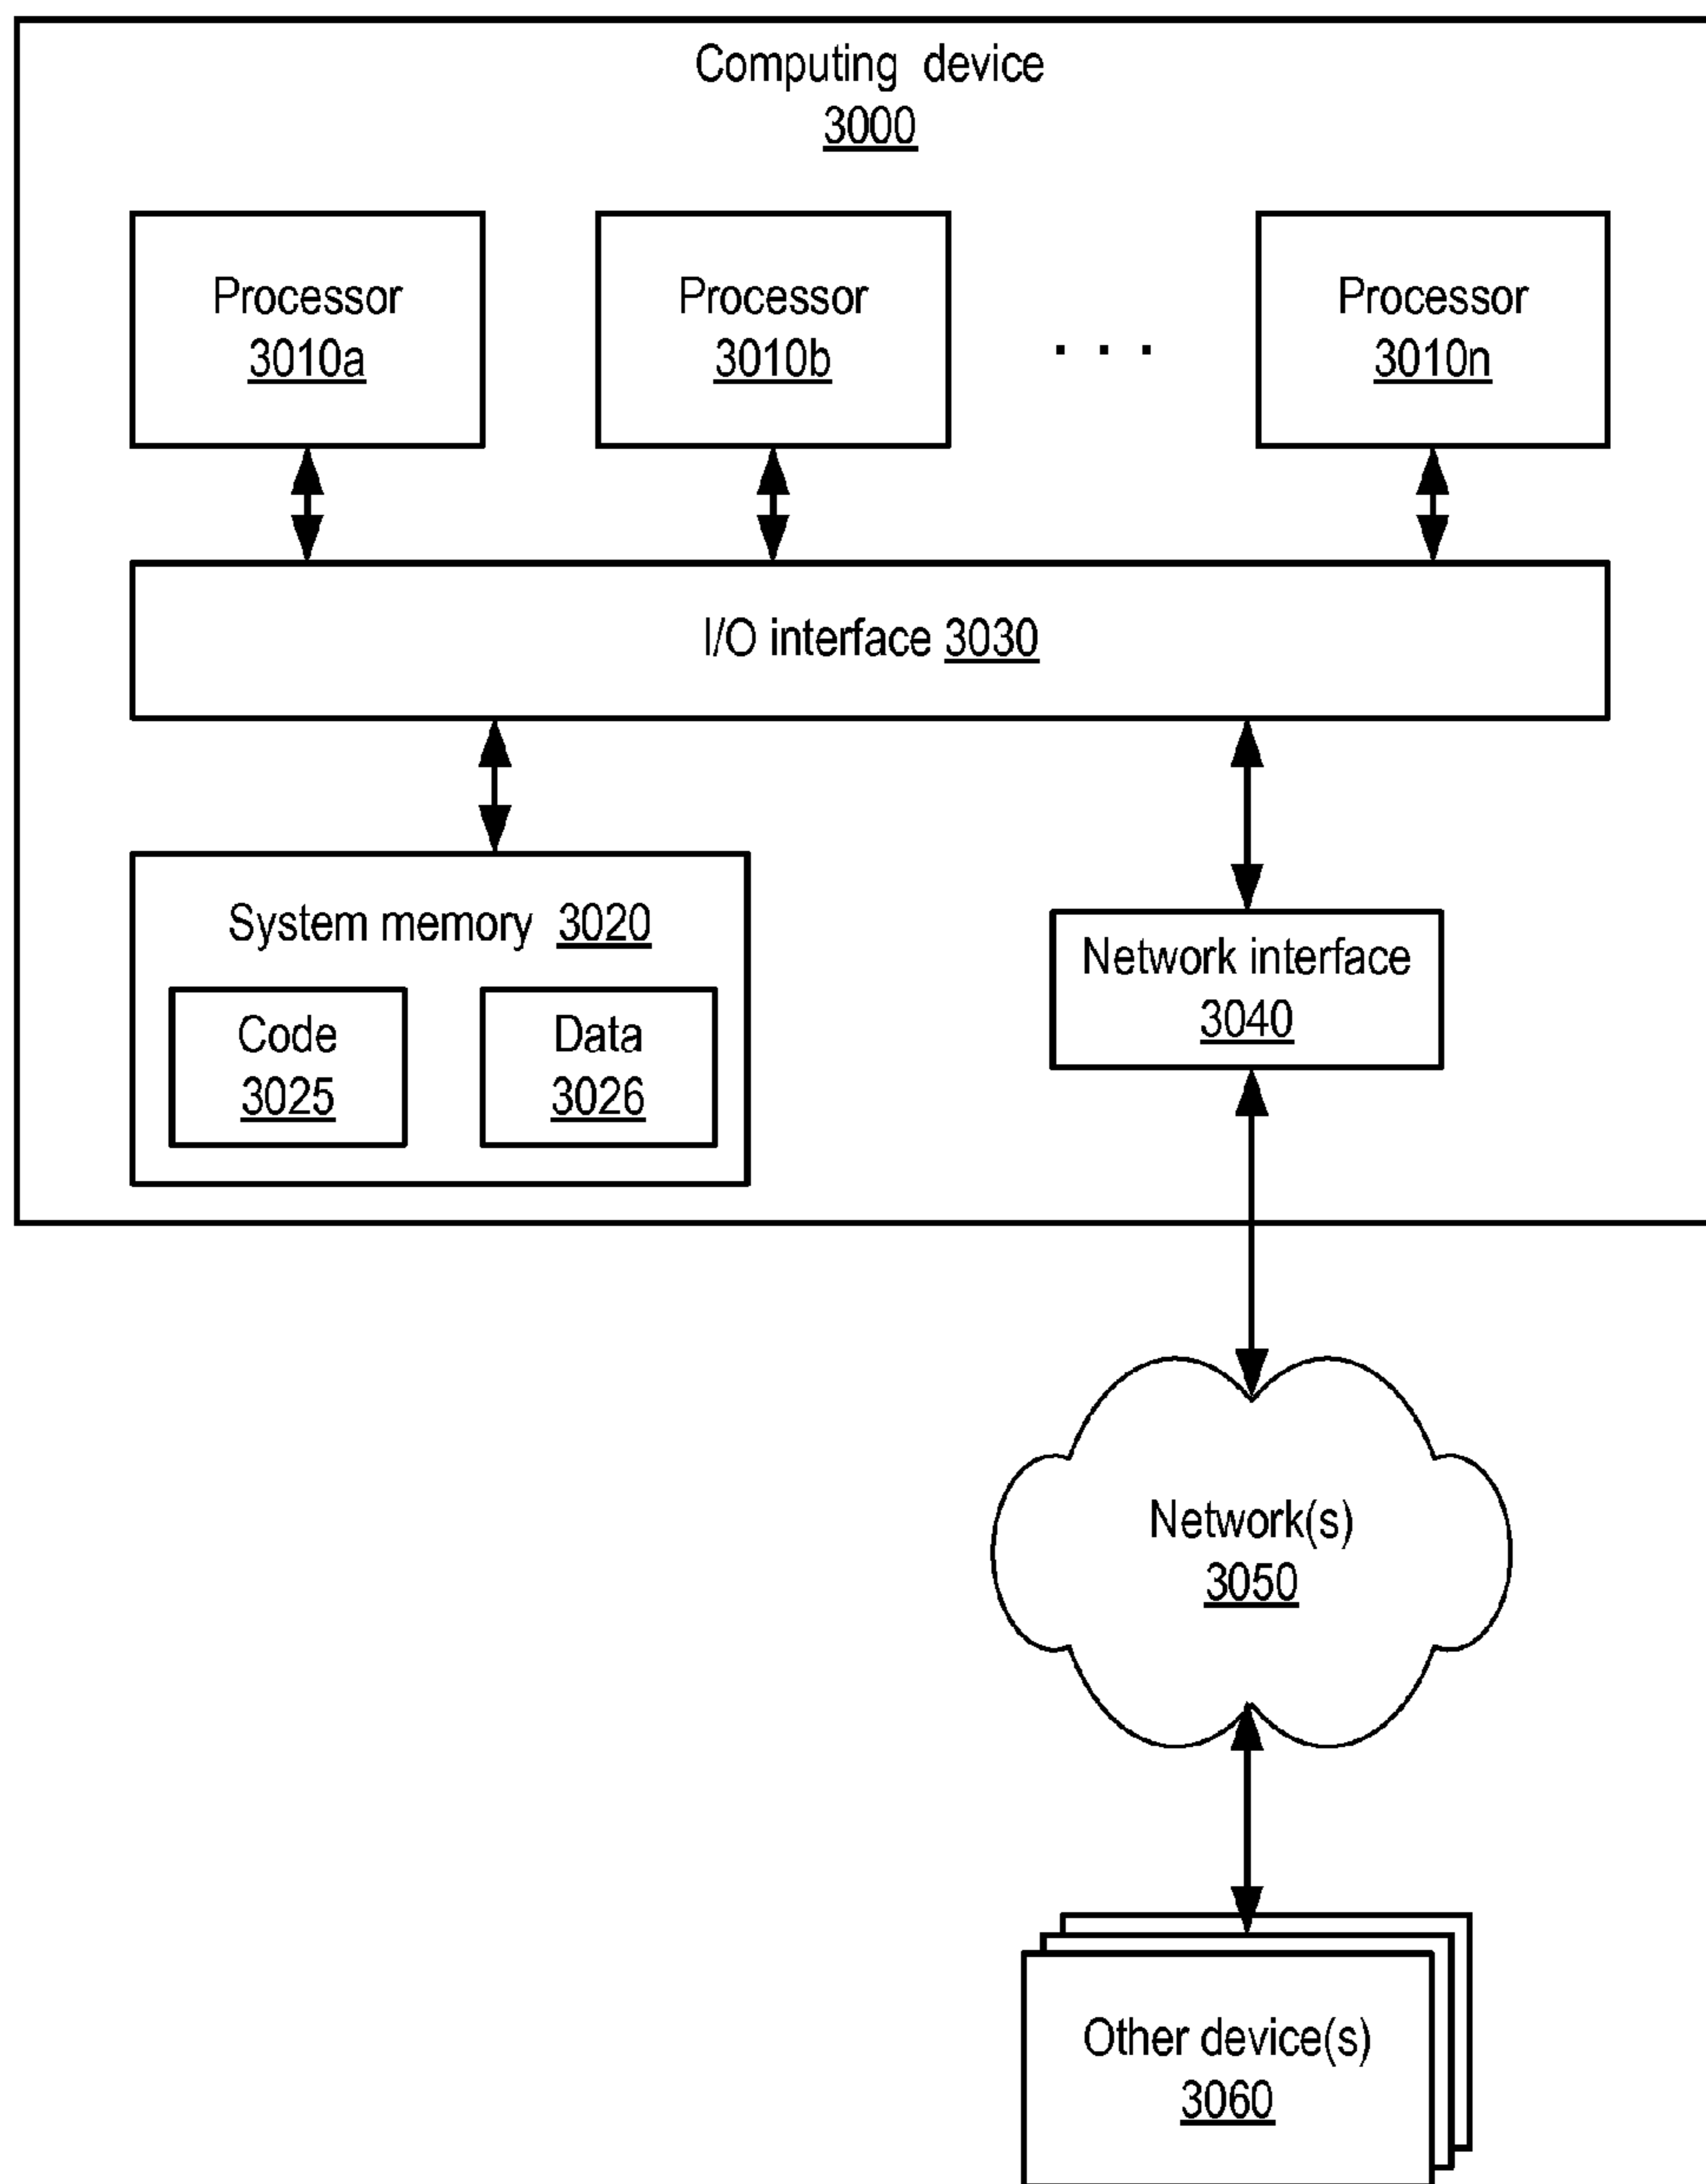 Computing device
3000
Processor
3010a
Processor
3010b
. . .
Processor
3010n
I/O interface 3030
System memory 3020
Code
3025
Data
3026
Network interface
3040
Network(s)
3050
Other device(s)
3060